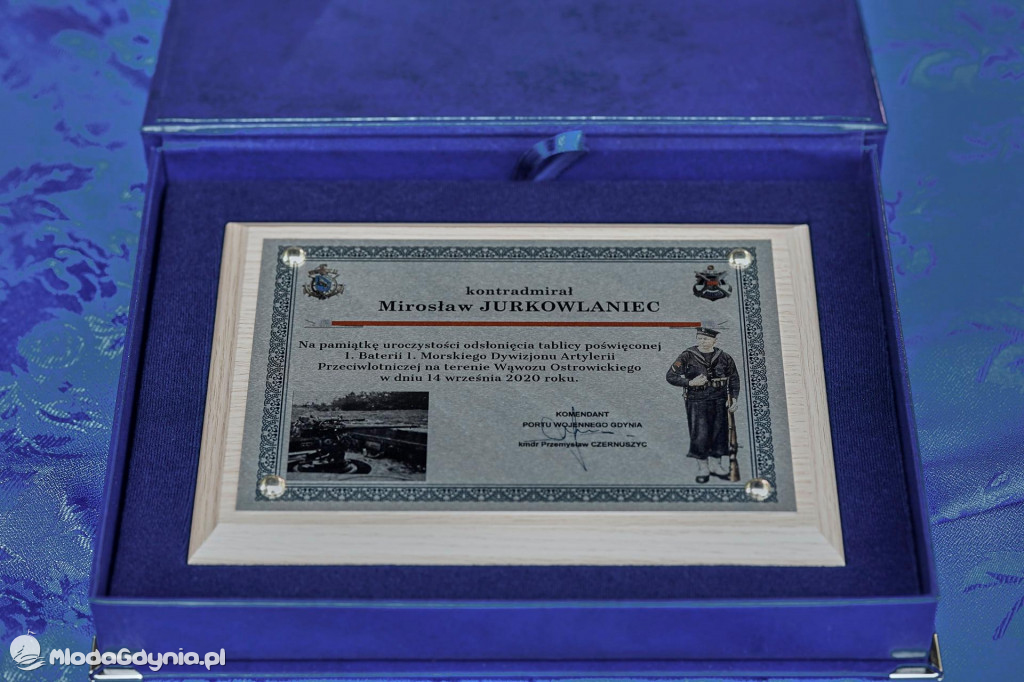 kontradmirał
Mirosław JURKOWLANIEC
Na pamiątkę uroczystości odsłonięcia tablicy poświęconej
1. Baterii 1. Morskiego Dywizjonu Artylerii
Przeciwlotniczej na terenie Wąwozu Ostrowickiego
w dniu 14 września 2020 roku.
KOMENDANT
PORTU WOJENNEGO GDYNIA
kmdr Przemysław CZERNUSZYC
MlodaGdynia.pl